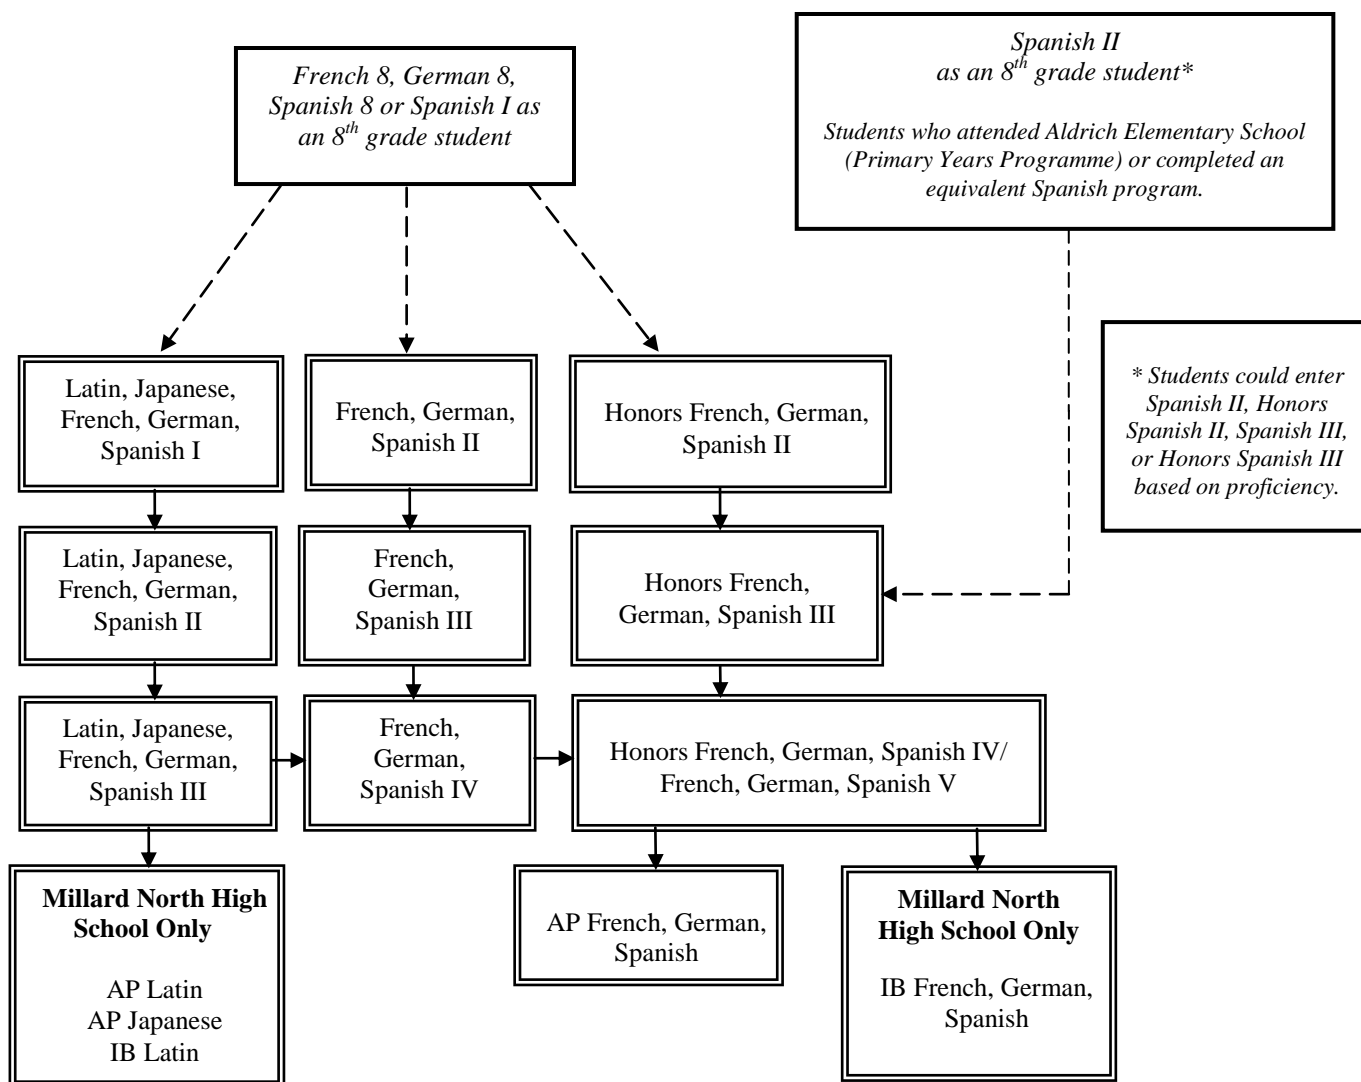 French 8, German 8,
Spanish 8 or Spanish I as
an 8th grade student
Spanish II
as an 8th grade student*
Students who attended Aldrich Elementary School
(Primary Years Programme) or completed an
equivalent Spanish program.
* Students could enter
Spanish II, Honors
Spanish II, Spanish III,
or Honors Spanish III
based on proficiency.
Latin, Japanese,
French, German,
Spanish I
French, German,
Spanish II
Honors French, German,
Spanish II
Latin, Japanese,
French, German,
Spanish II
French,
German,
Spanish III
Honors French,
German, Spanish III
Latin, Japanese,
French, German,
Spanish III
French,
German,
Spanish IV
Honors French, German, Spanish IV/
French, German, Spanish V
Millard North High
School Only
AP Latin
AP Japanese
IB Latin
AP French, German,
Spanish
Millard North
High School Only
IB French, German,
Spanish